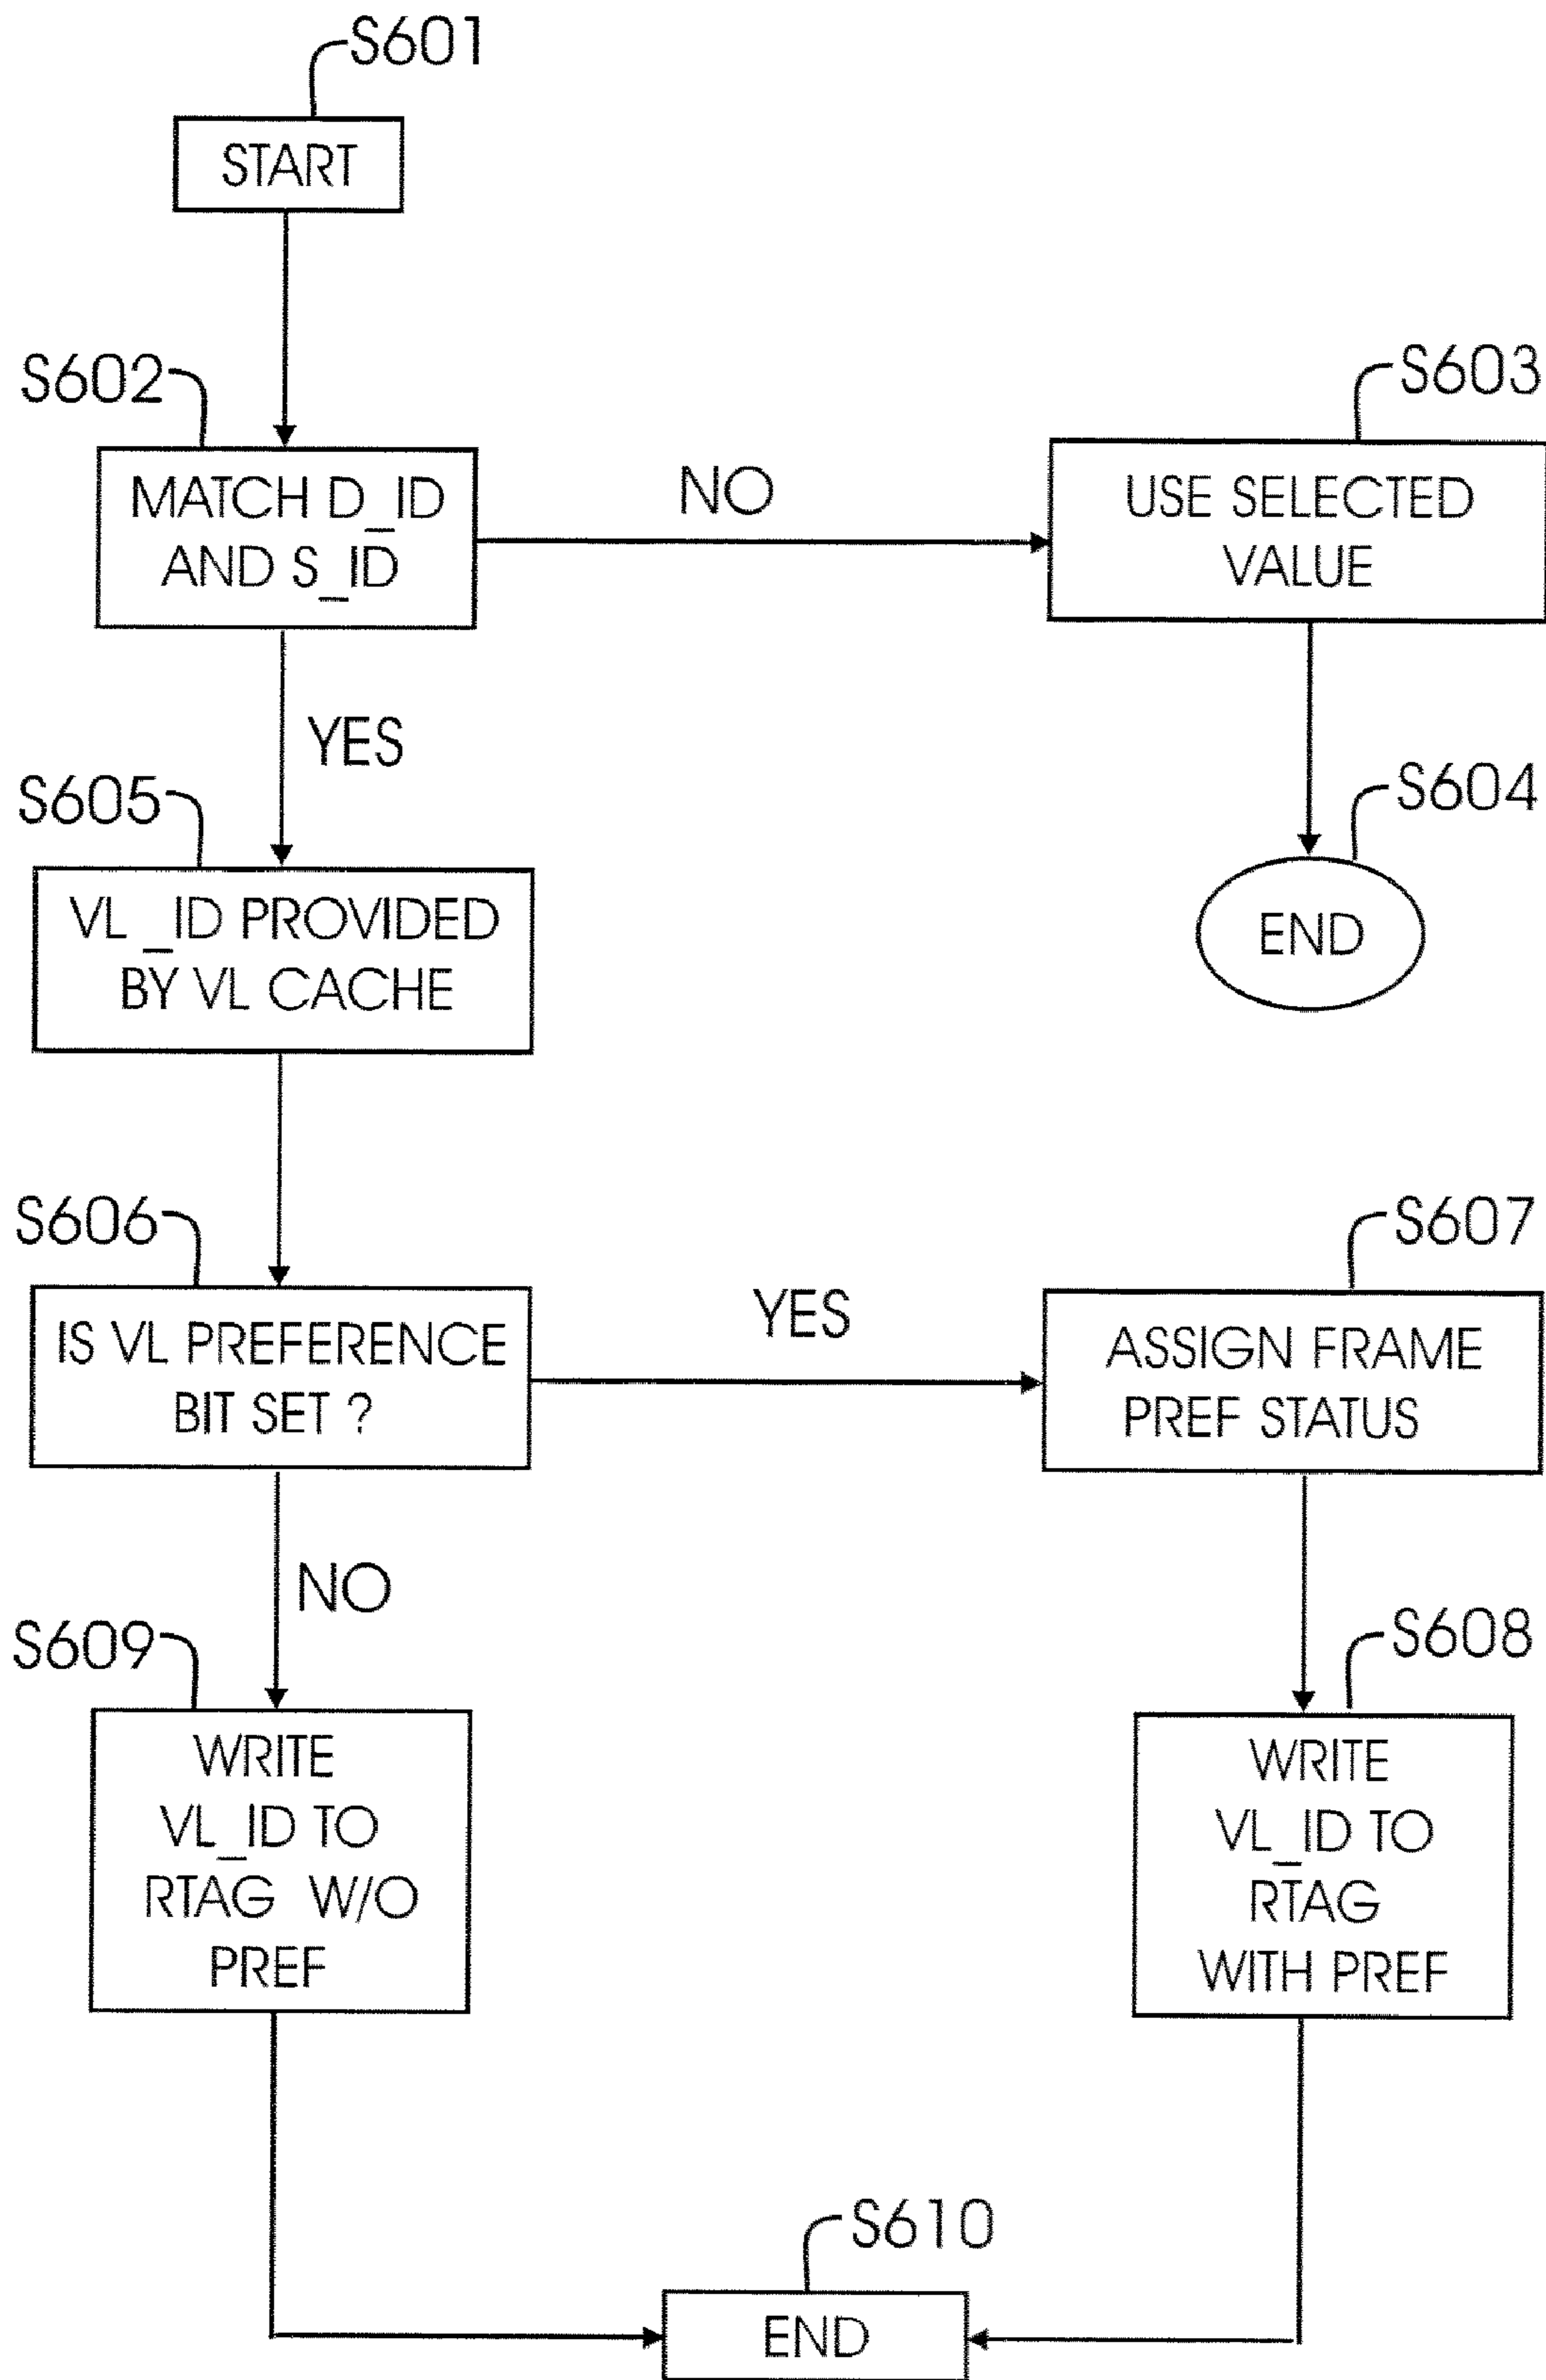 S601
START
S602
MATCH D_ID
AND S_ID
NO
S603
USE SELECTED
VALUE
YES
S604
END
S605
VL _ID PROVIDED
BY VL CACHE
S606
IS VL PREFERENCE
BIT SET ?
YES
S607
ASSIGN FRAME
PREF STATUS
NO
S609
WRITE
VL_ID TO
RTAG W/O
PREF
S608
WRITE
VL_ID TO
RTAG
WITH PREF
S610
END